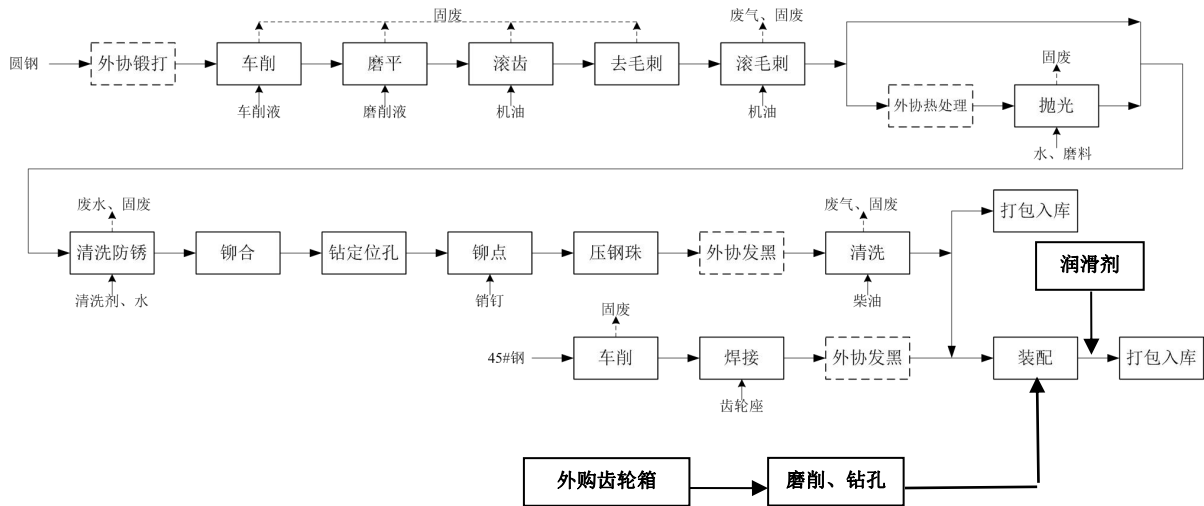 固废
废气、固废
圆钢
外协锻打
车削
磨平
滚齿
去毛刺
滚毛刺
固废
外协热处理
抛光
车削液
磨削液
机油
机油
水、磨料
废水、固废
废气、固废
打包入库
清洗防锈
铆合
钻定位孔
铆点
压钢珠
外协发黑
清洗
润滑剂
清洗剂、水
销钉
柴油
固废
45#钢
车削
焊接
外协发黑
装配
打包入库
齿轮座
外购齿轮箱
磨削、钻孔